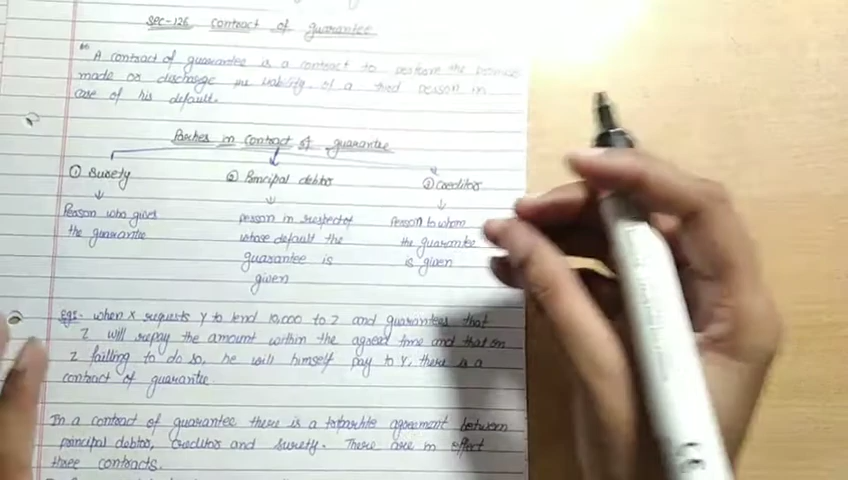 SEC-126 Contract of guarantee
" A contract of guarantee is a contract to perform the promise
made or discharge the liability of a third person in
case of his default.
Parties in contract of guarantee
① Surety ② Principal debtor ③ Creditor
Person who gives person in respect of Person to whom
the guarantee whose default the the guarantee
guarantee is is given
given
Eg:- when X requests Y to lend 10,000 to Z and guarantees that
Z will repay the amount within the agreed time and that on
Z failling to do so, he will himself pay to Y, there is a
contract of guarantee
In a contract of guarantee there is a tripartite agreement between
principal debtor, creditor and surety. There are in effect
three contracts.
CE